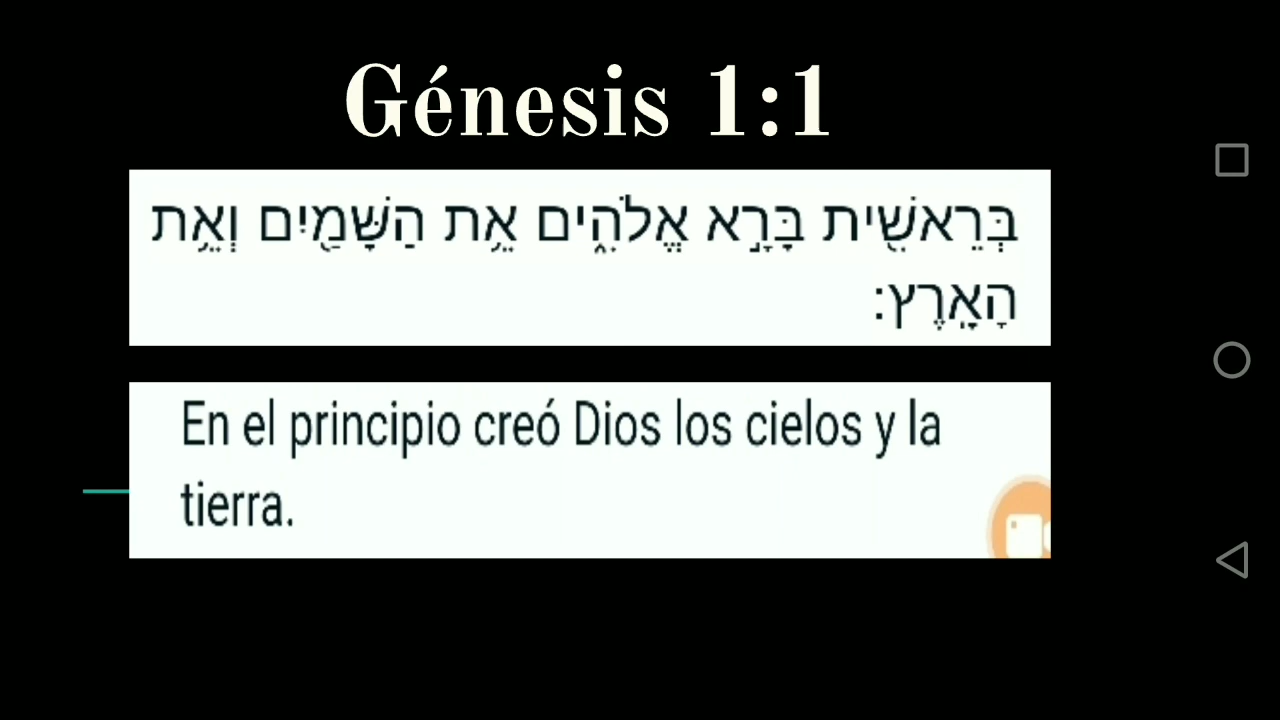 Génesis 1:1
בְּרֵאשִׁ֖ית בָּרָ֣א אֱלֹהִ֑ים אֵ֥ת הַשָּׁמַ֖יִם וְאֵ֥ת
הָאָֽרֶץ׃
En el principio creó Dios los cielos y la
tierra.